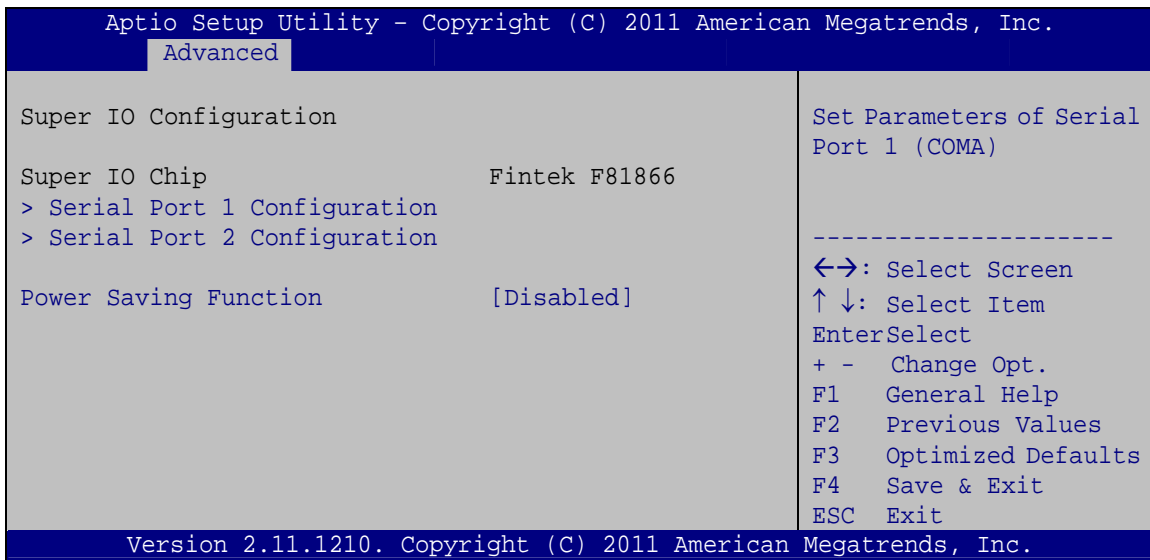 Aptio Setup Utility – Copyright (C) 2011 American Megatrends, Inc.
Advanced
Super IO Configuration
Super IO Chip Fintek F81866
> Serial Port 1 Configuration
> Serial Port 2 Configuration
Power Saving Function [Disabled]
Set Parameters of Serial
Port 1 (COMA)
---------------------
←→: Select Screen
↑ ↓: Select Item
EnterSelect
+ - Change Opt.
F1 General Help
F2 Previous Values
F3 Optimized Defaults
F4 Save & Exit
ESC Exit
Version 2.11.1210. Copyright (C) 2011 American Megatrends, Inc.